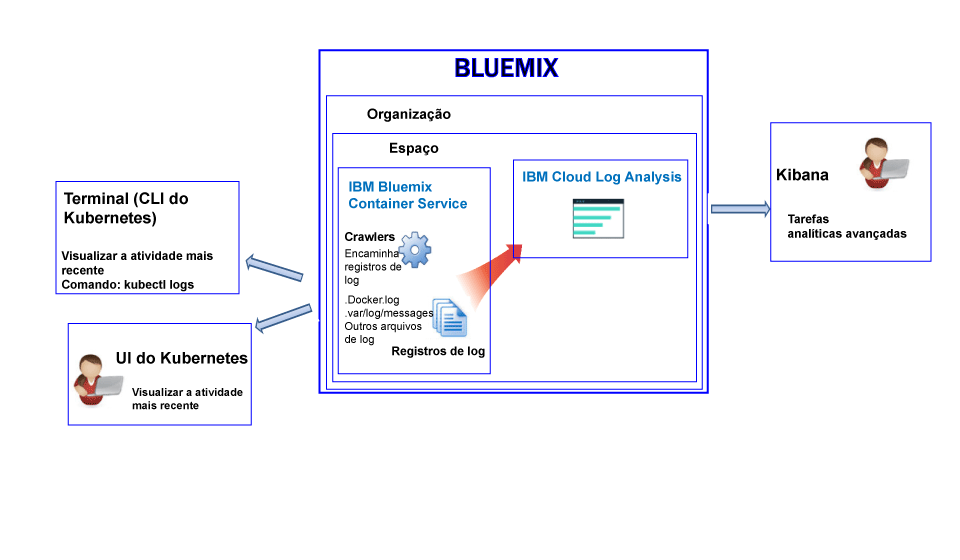 BLUEMIX
Organização
Espaço
IBM Bluemix
Container Service
Crawlers
Encaminha
registros de
log
.Docker.log
.var/log/messages
Outros arquivos
de log
Registros de log
IBM Cloud Log Analysis
Terminal (CLI do
Kubernetes)
Visualizar a atividade mais
recente
Comando: kubectl logs
UI do Kubernetes
Visualizar a atividade
mais recente
Kibana
Tarefas
analíticas avançadas